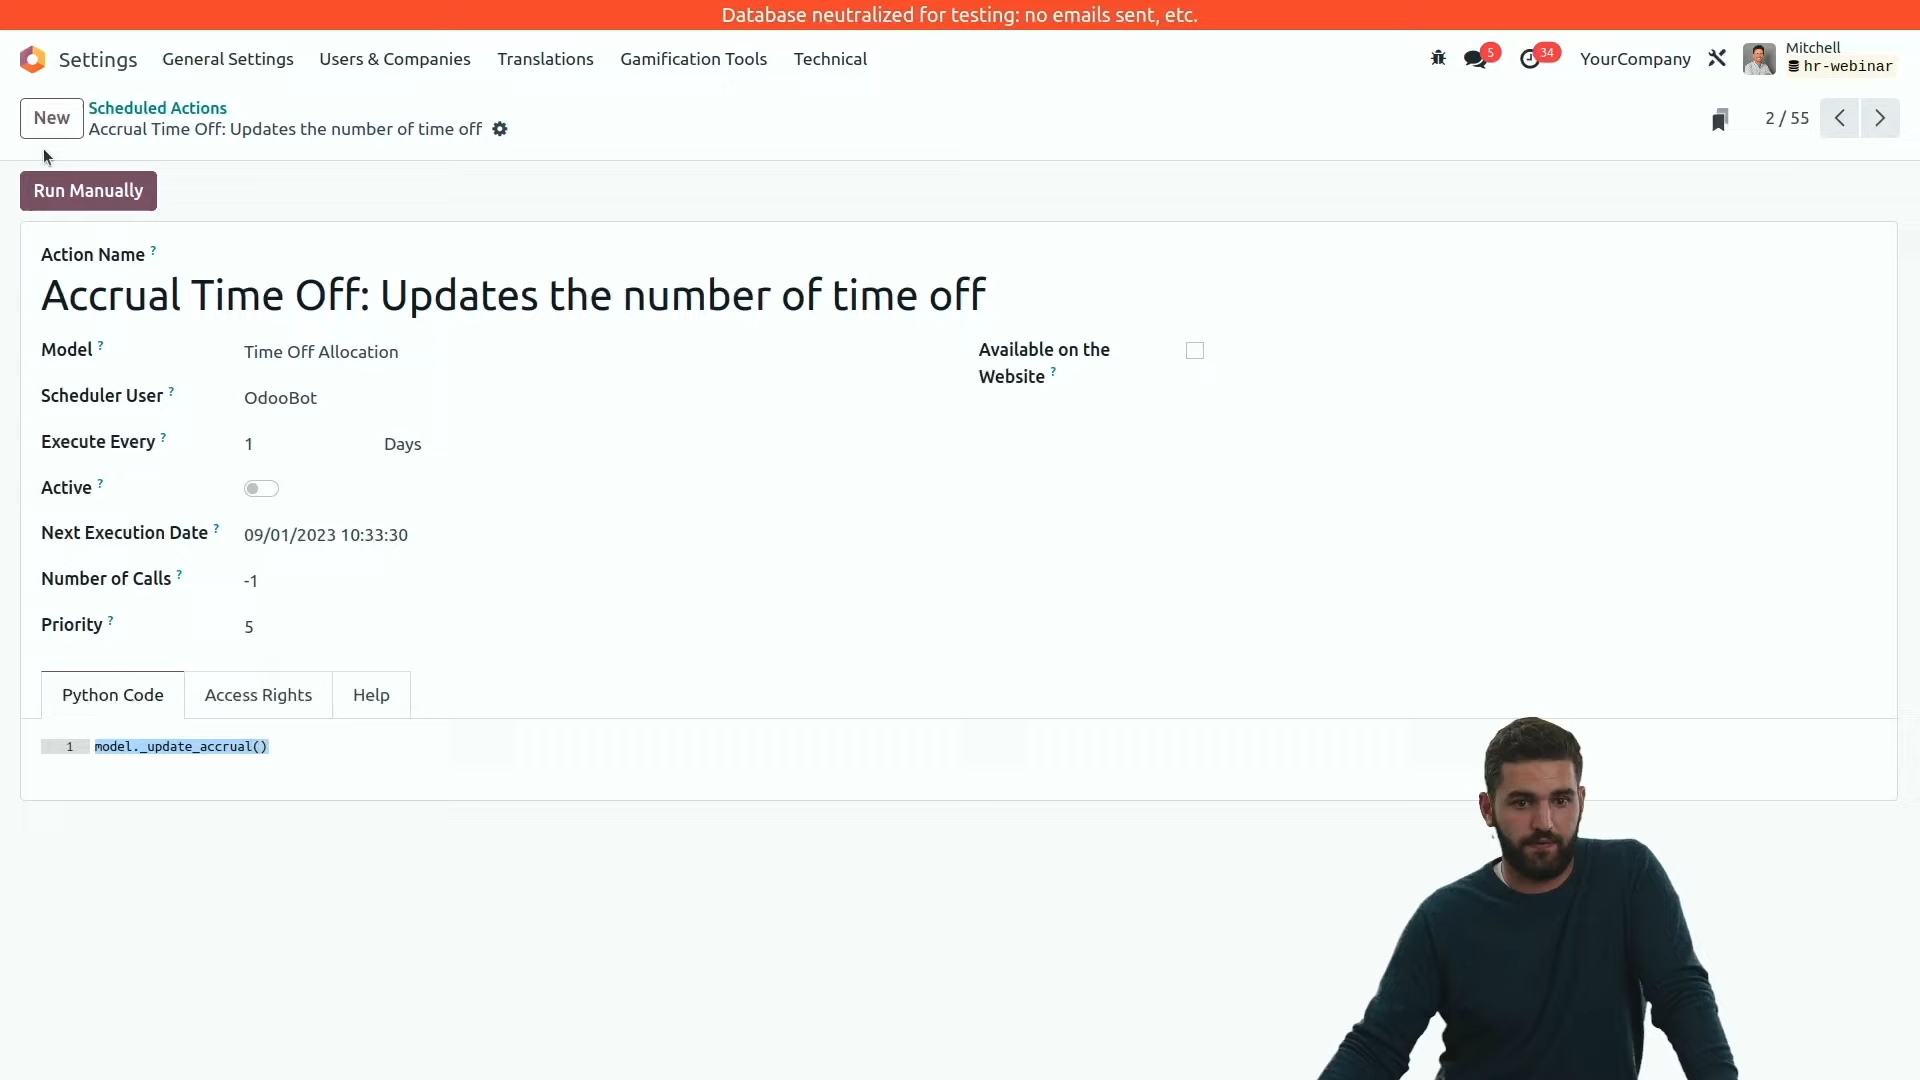 Database neutralized for testing: no emails sent, etc.
Settings General Settings Users & Companies Translations Gamification Tools Technical 5 34 YourCompany Mitchell
hr-webinar
New Scheduled Actions
Accrual Time Off: Updates the number of time off
2 / 55
Run Manually
Action Name ?
Accrual Time Off: Updates the number of time off
Model ? Time Off Allocation
Available on the
Website ?
Scheduler User ? OdooBot
Execute Every ? 1 Days
Active ?
Next Execution Date ? 09/01/2023 10:33:30
Number of Calls ? -1
Priority ? 5
Python Code Access Rights Help
1 model._update_accrual()